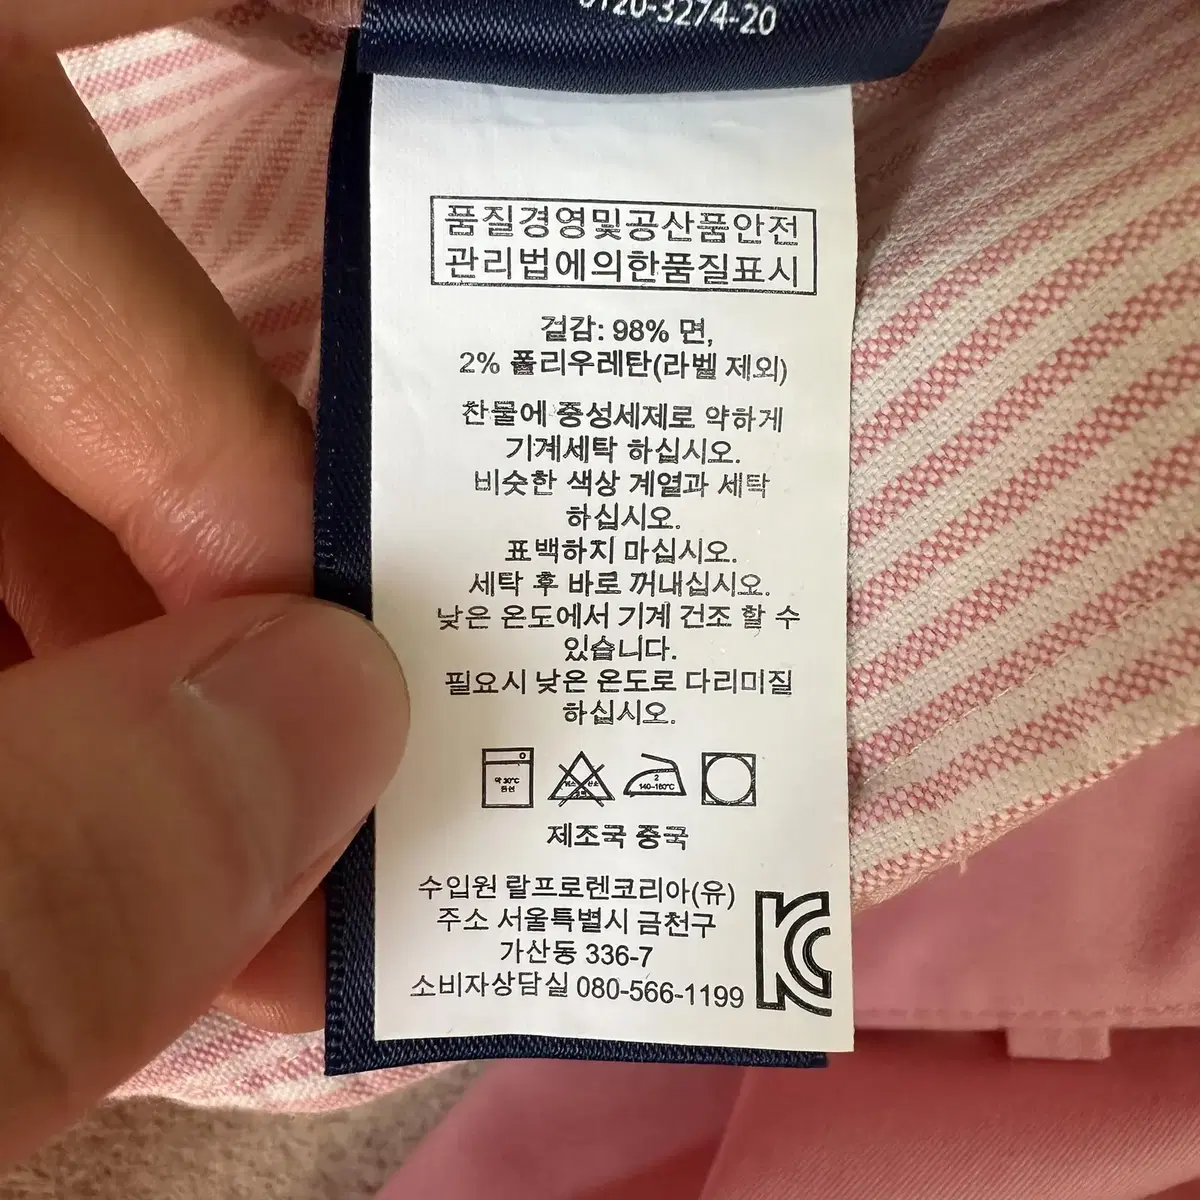 0120-3274-20
품질경영및공산품안전
관리법에의한품질표시
겉감: 98% 면,
2% 폴리우레탄(라벨 제외)
찬물에 중성세제로 약하게
기계세탁 하십시오.
비슷한 색상 계열과 세탁
하십시오.
표백하지 마십시오.
세탁 후 바로 꺼내십시오.
낮은 온도에서 기계 건조 할 수
있습니다.
필요시 낮은 온도로 다리미질
하십시오.
약 30℃
중성
2
140~160℃
제조국 중국
수입원 랄프로렌코리아(유)
주소 서울특별시 금천구
가산동 336-7
소비자상담실 080-566-1199